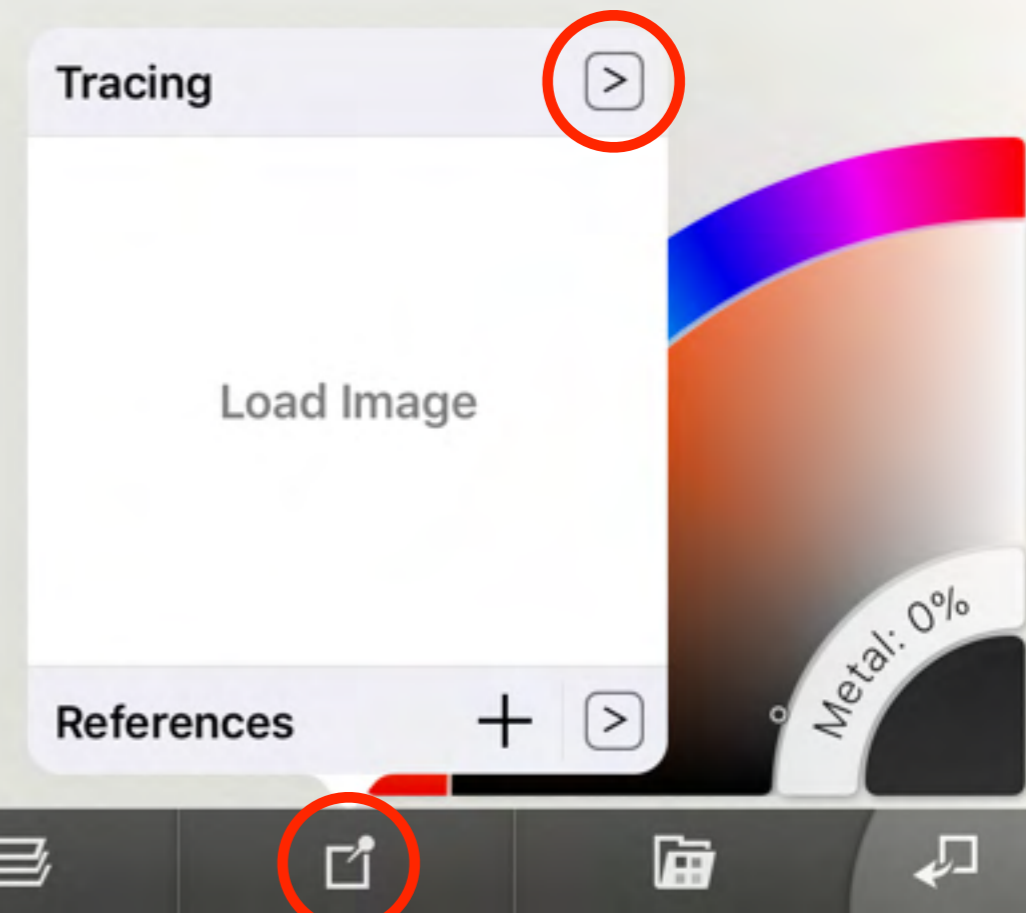 Tracing >
Load Image
References + >
Metal: 0%